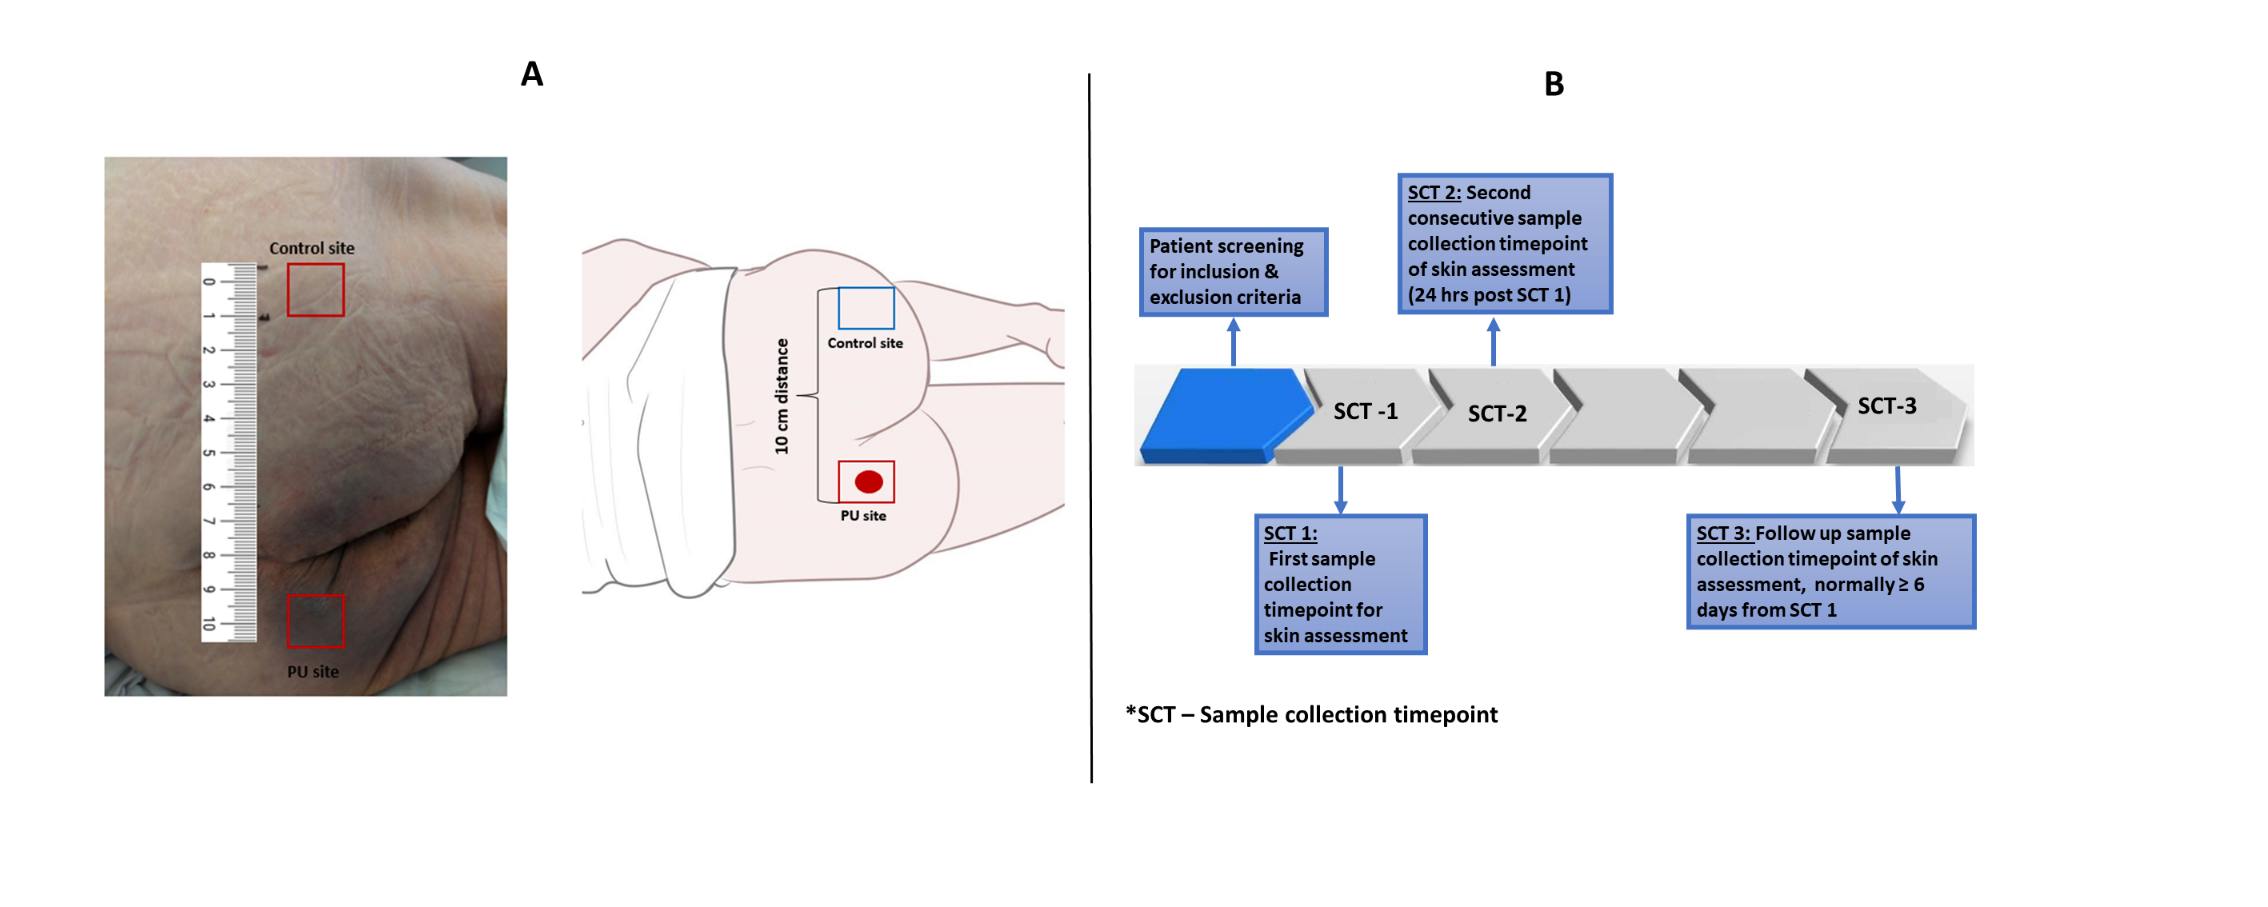 A
Control site
0
1
2
3
4
5
6
7
8
9
10
PU site
10 cm distance
Control site
PU site
B
Patient screening
for inclusion &
exclusion criteria
SCT 2: Second
consecutive sample
collection timepoint
of skin assessment
(24 hrs post SCT 1)
SCT -1
SCT-2
SCT-3
SCT 1:
First sample
collection
timepoint for
skin assessment
SCT 3: Follow up sample
collection timepoint of skin
assessment, normally ≥ 6
days from SCT 1
*SCT – Sample collection timepoint